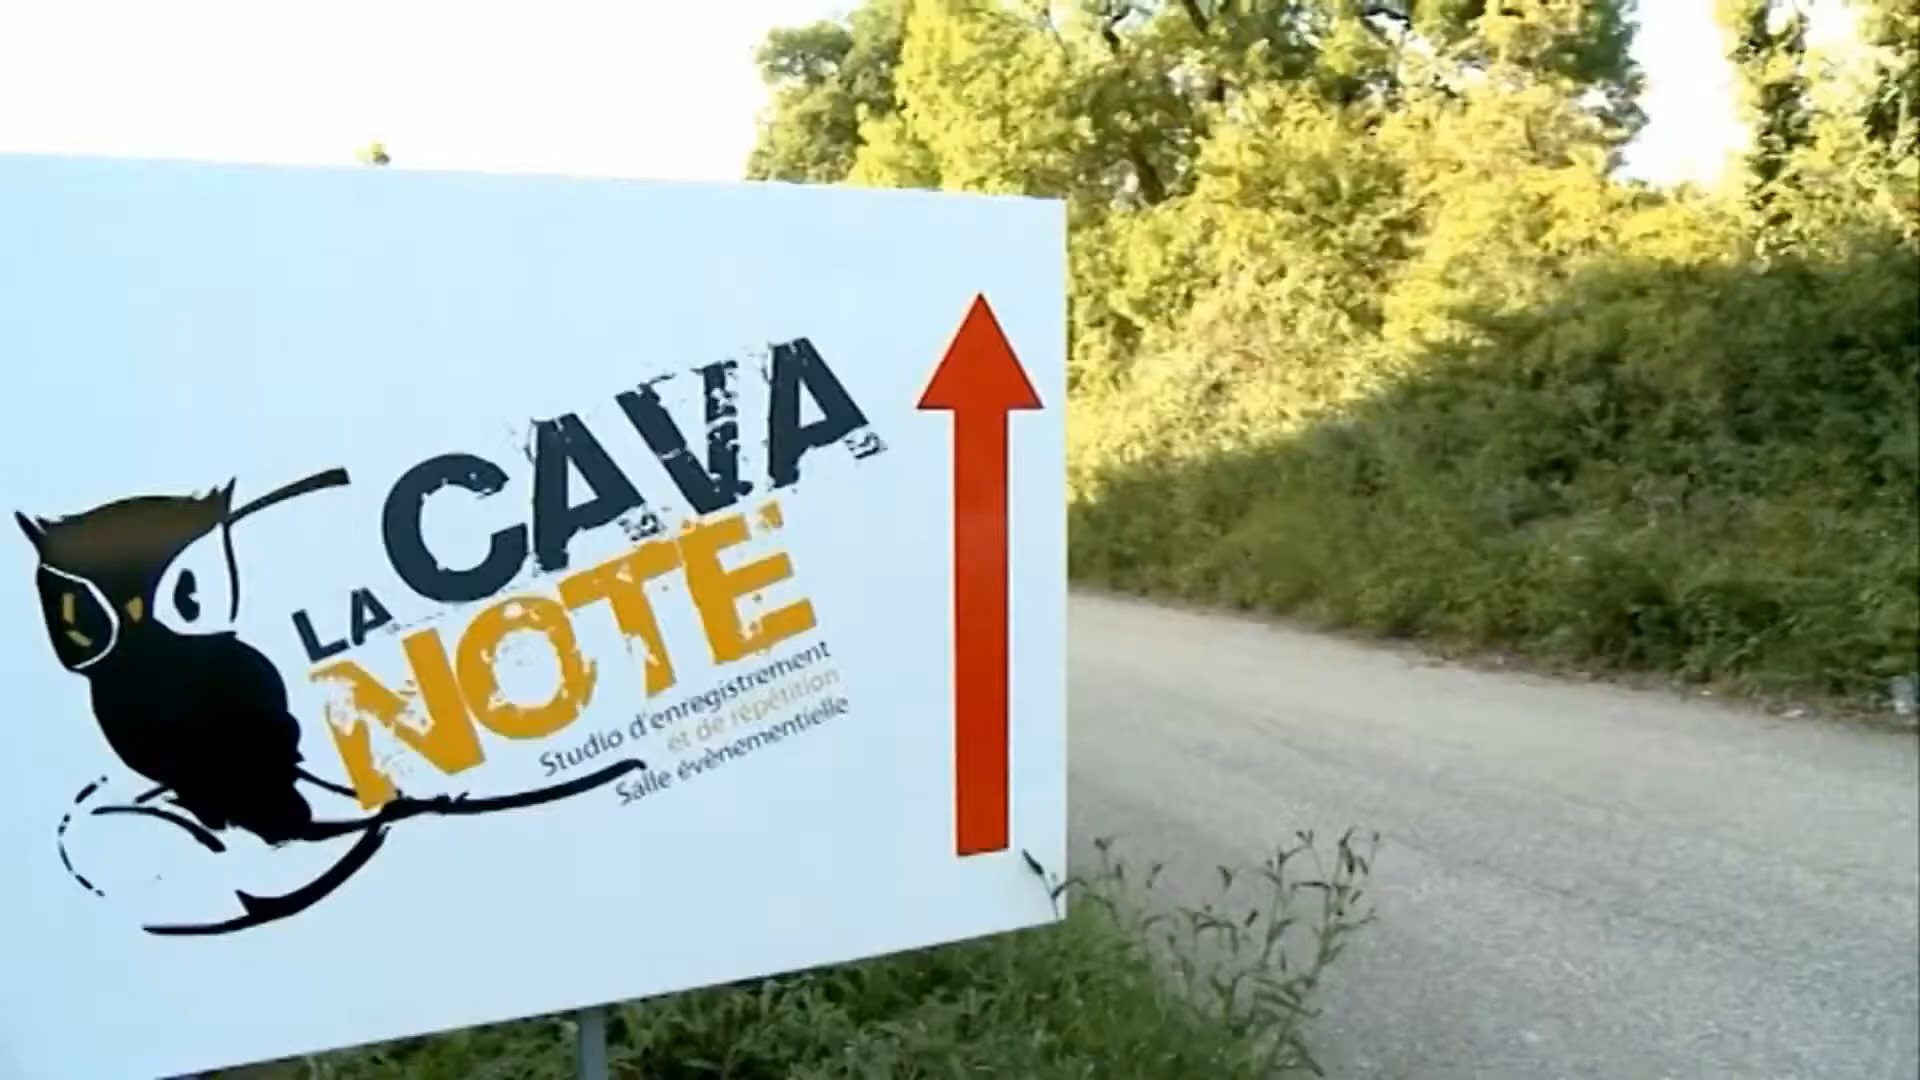 LA CAVA
NOTE
Studio d'enregistrement
et de répétition
Salle évènementielle